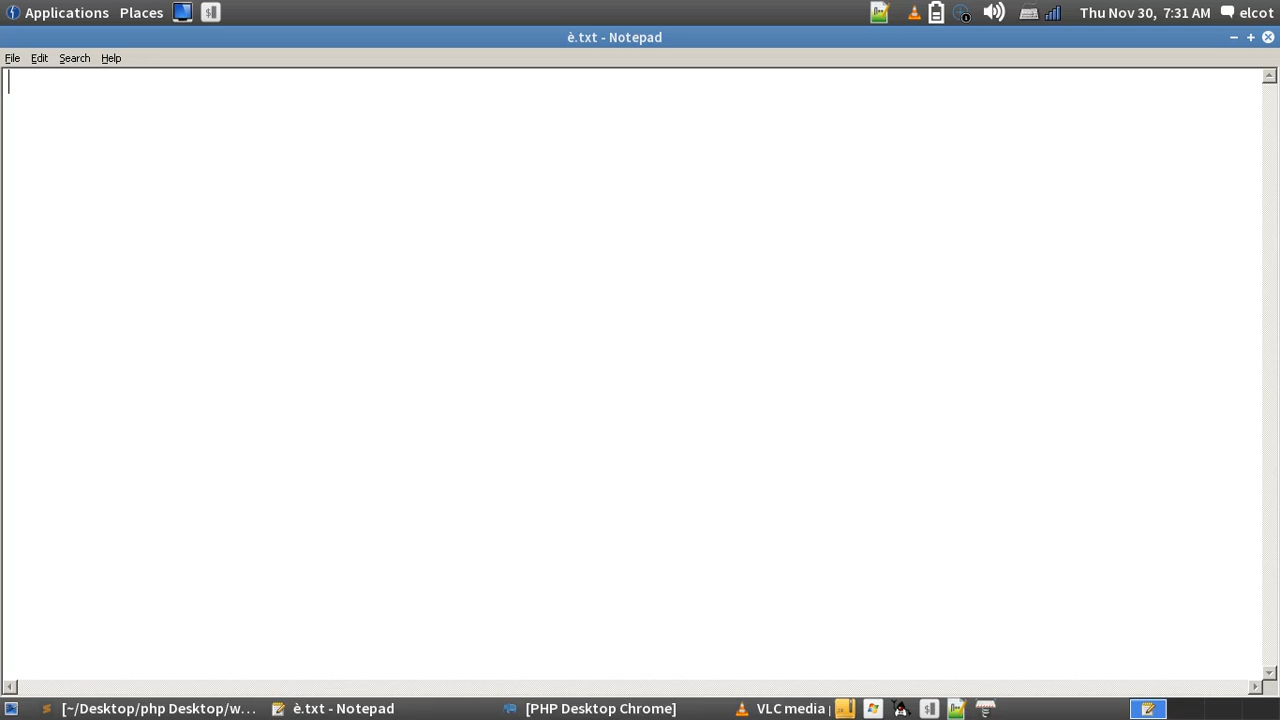 Applications Places Thu Nov 30, 7:31 AM elcot
è.txt - Notepad
File Edit Search Help
[~/Desktop/php Desktop/w... è.txt - Notepad [PHP Desktop Chrome] VLC media